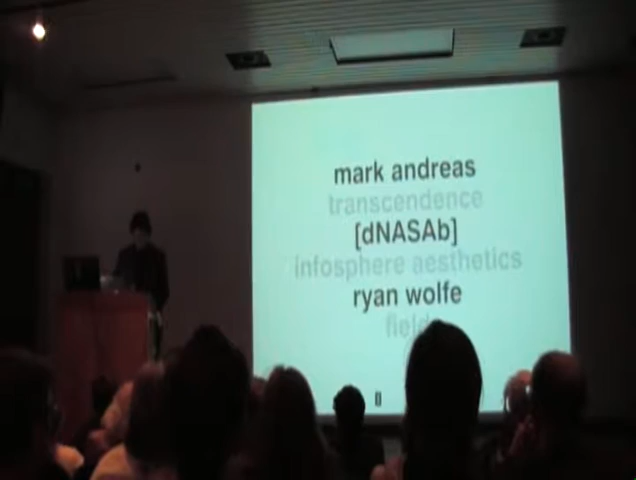 mark andreas
transcendence
[dNASAb]
infosphere aesthetics
ryan wolfe